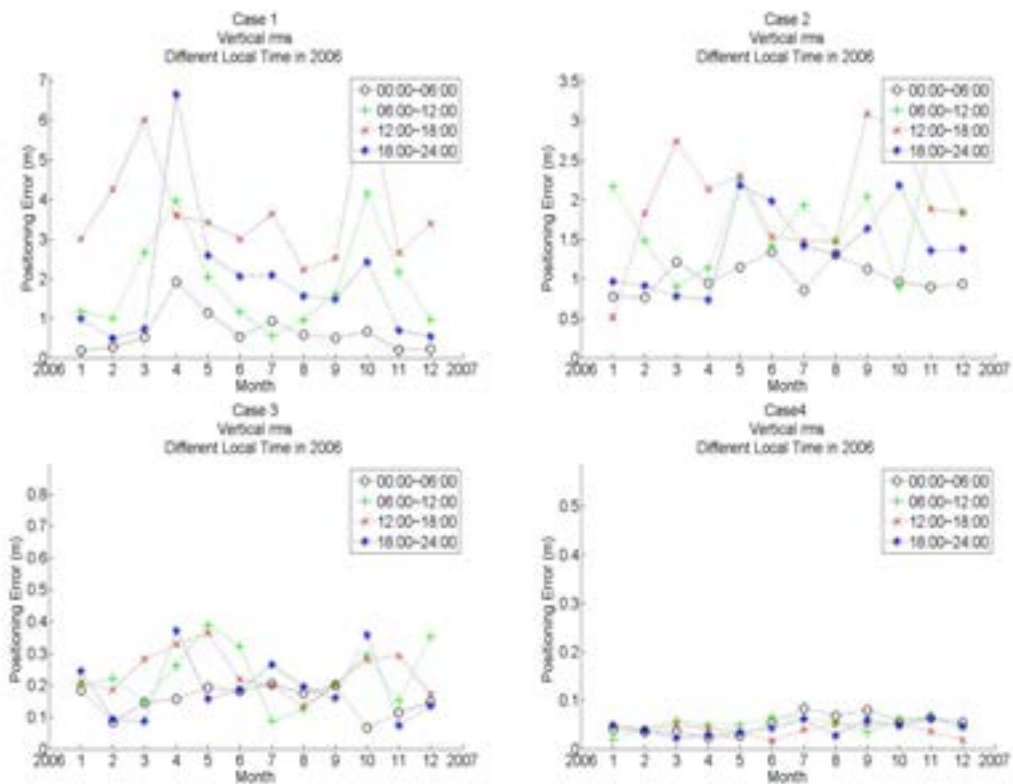 Case 1
Vertical rms
Different Local Time in 2006
7
6
5
4
3
2
1
0
Positioning Error (m)
00:00~06:00
06:00~12:00
12:00~18:00
18:00~24:00
2006 1 2 3 4 5 6 7 8 9 10 11 12 2007
Month
Case 2
Vertical rms
Different Local Time in 2006
3.5
3
2.5
2
1.5
1
0.5
0
Positioning Error (m)
00:00~06:00
06:00~12:00
12:00~18:00
18:00~24:00
2006 1 2 3 4 5 6 7 8 9 10 11 12 2007
Month
Case 3
Vertical rms
Different Local Time in 2006
0.8
0.7
0.6
0.5
0.4
0.3
0.2
0.1
0
Positioning Error (m)
00:00~06:00
06:00~12:00
12:00~18:00
18:00~24:00
2006 1 2 3 4 5 6 7 8 9 10 11 12 2007
Month
Case4
Vertical rms
Different Local Time in 2006
0.5
0.4
0.3
0.2
0.1
0
Positioning Error (m)
00:00~06:00
06:00~12:00
12:00~18:00
18:00~24:00
2006 1 2 3 4 5 6 7 8 9 10 11 12 2007
Month